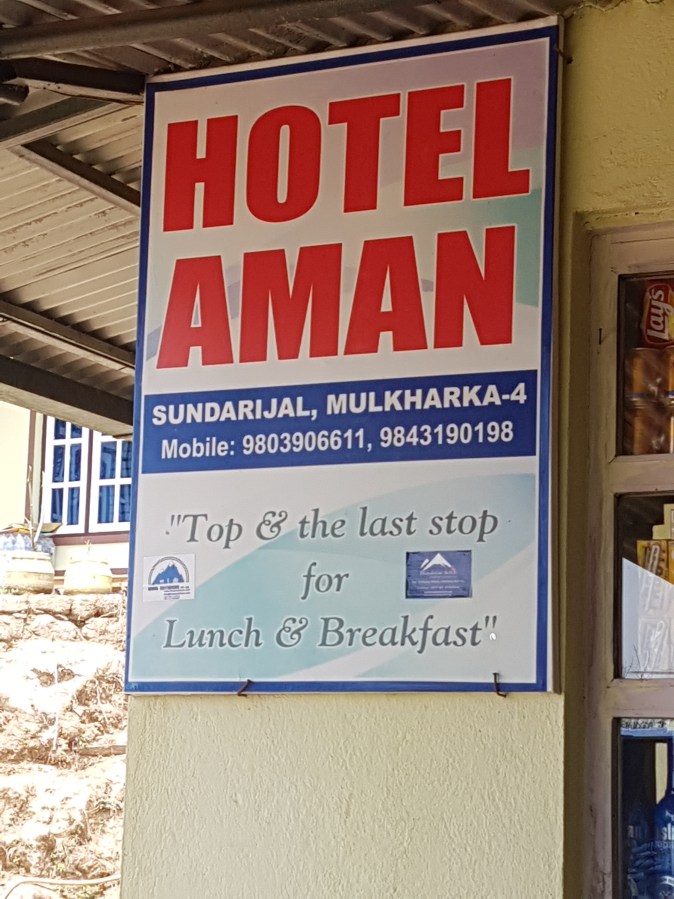 HOTEL
AMAN
SUNDARIJAL, MULKHARKA-4
Mobile: 9803906611, 9843190198
"Top & the last stop
for
Lunch & Breakfast"
Lay's